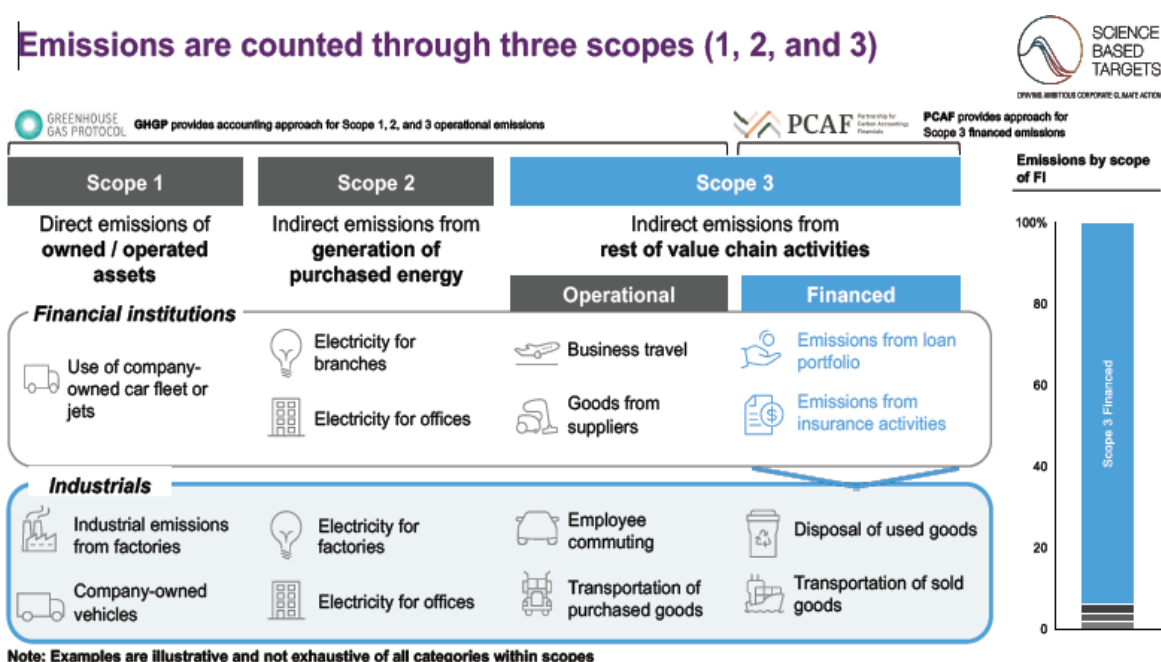 Emissions are counted through three scopes (1, 2, and 3)
SCIENCE
BASED
TARGETS
DRIVING AMBITIOUS CORPORATE CLIMATE ACTION
GREENHOUSE
GAS PROTOCOL
GHGP provides accounting approach for Scope 1, 2, and 3 operational emissions
PCAF
Partnership for
Carbon Accounting
Financials
PCAF provides approach for
Scope 3 financed emissions
Scope 1
Scope 2
Scope 3
Direct emissions of
owned / operated
assets
Indirect emissions from
generation of
purchased energy
Indirect emissions from
rest of value chain activities
Operational
Financed
Financial institutions
Use of company-
owned car fleet or
jets
Electricity for
branches
Electricity for offices
Business travel
Goods from
suppliers
Emissions from loan
portfolio
Emissions from
insurance activities
Industrials
Industrial emissions
from factories
Company-owned
vehicles
Electricity for
factories
Electricity for offices
Employee
commuting
Transportation of
purchased goods
Disposal of used goods
Transportation of sold
goods
Emissions by scope
of FI
100%
80
60
40
20
0
Scope 3 Financed
Note: Examples are illustrative and not exhaustive of all categories within scopes